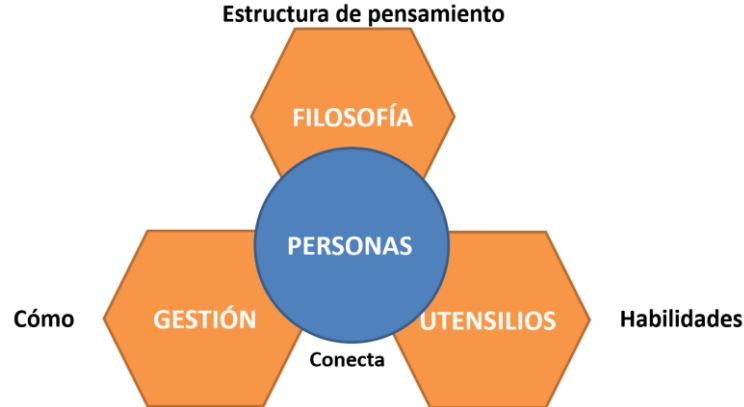 Estructura de pensamiento
FILOSOFÍA
PERSONAS
Cómo
GESTIÓN
UTENSILIOS
Habilidades
Conecta